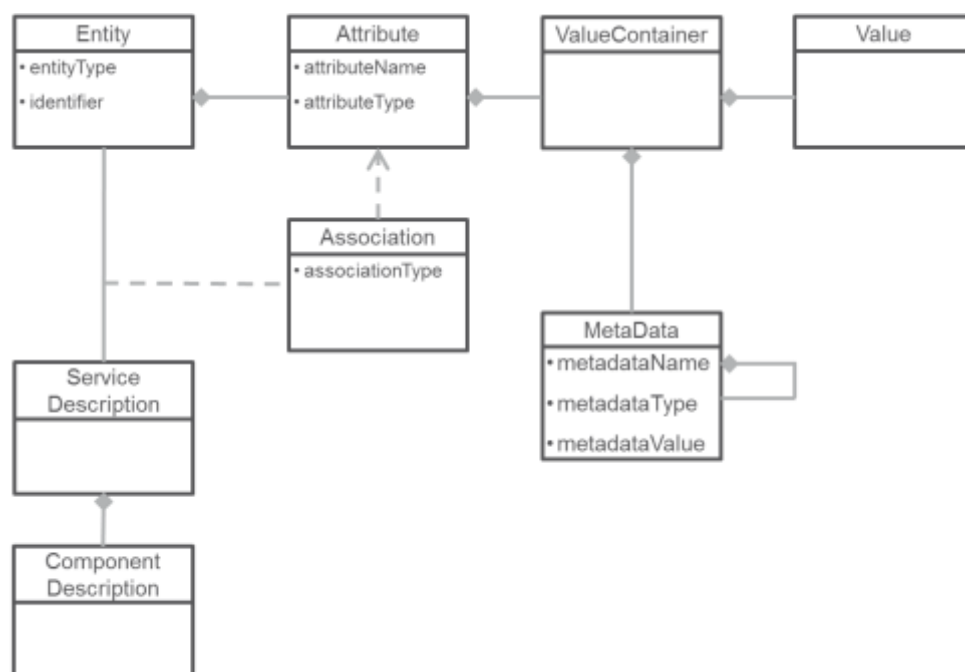 Entity
• entityType
• identifier
Attribute
• attributeName
• attributeType
ValueContainer
Value
Association
• associationType
MetaData
• metadataName
• metadataType
• metadataValue
Service
Description
Component
Description